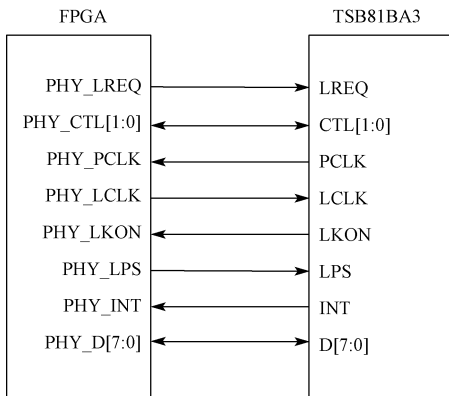 FPGA TSB81BA3
PHY_LREQ LREQ
PHY_CTL[1:0] CTL[1:0]
PHY_PCLK PCLK
PHY_LCLK LCLK
PHY_LKON LKON
PHY_LPS LPS
PHY_INT INT
PHY_D[7:0] D[7:0]